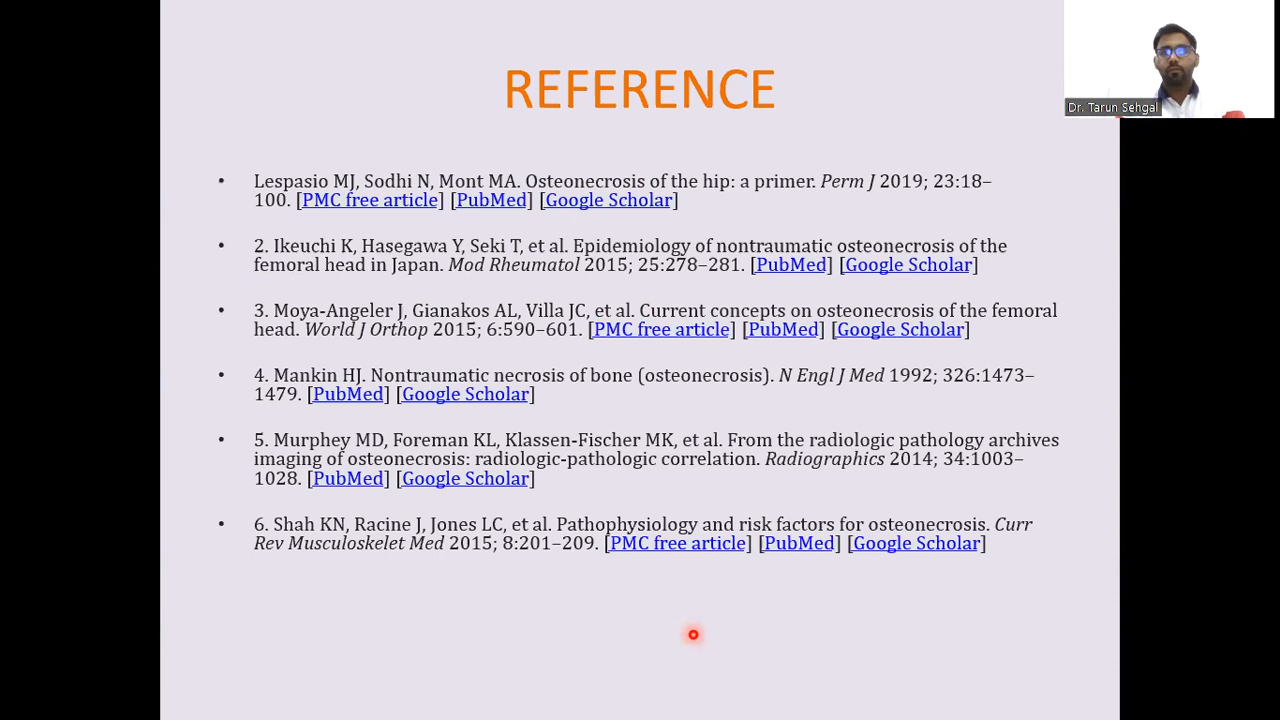 REFERENCE
Dr. Tarun Sehgal
• Lespasio MJ, Sodhi N, Mont MA. Osteonecrosis of the hip: a primer. Perm J 2019; 23:18–
100. [PMC free article] [PubMed] [Google Scholar]
• 2. Ikeuchi K, Hasegawa Y, Seki T, et al. Epidemiology of nontraumatic osteonecrosis of the
femoral head in Japan. Mod Rheumatol 2015; 25:278–281. [PubMed] [Google Scholar]
• 3. Moya-Angeler J, Gianakos AL, Villa JC, et al. Current concepts on osteonecrosis of the femoral
head. World J Orthop 2015; 6:590–601. [PMC free article] [PubMed] [Google Scholar]
• 4. Mankin HJ. Nontraumatic necrosis of bone (osteonecrosis). N Engl J Med 1992; 326:1473–
1479. [PubMed] [Google Scholar]
• 5. Murphey MD, Foreman KL, Klassen-Fischer MK, et al. From the radiologic pathology archives
imaging of osteonecrosis: radiologic-pathologic correlation. Radiographics 2014; 34:1003–
1028. [PubMed] [Google Scholar]
• 6. Shah KN, Racine J, Jones LC, et al. Pathophysiology and risk factors for osteonecrosis. Curr
Rev Musculoskelet Med 2015; 8:201–209. [PMC free article] [PubMed] [Google Scholar]